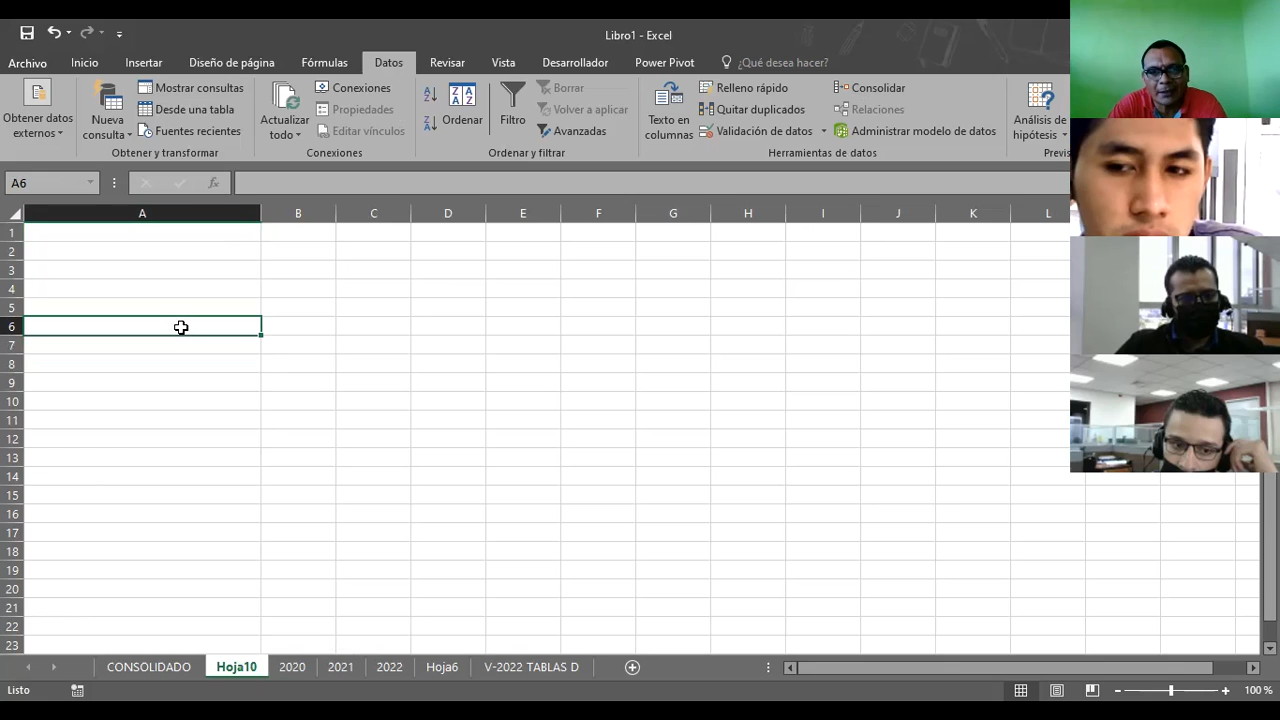 Libro1 - Excel
Archivo Inicio Insertar Diseño de página Fórmulas Datos Revisar Vista Desarrollador Power Pivot ¿Qué desea hacer?
Obtener datos externos
Nueva consulta
Mostrar consultas
Desde una tabla
Fuentes recientes
Obtener y transformar
Actualizar todo
Conexiones
Propiedades
Editar vínculos
Conexiones
Ordenar
Filtro
Borrar
Volver a aplicar
Avanzadas
Ordenar y filtrar
Texto en columnas
Relleno rápido
Quitar duplicados
Validación de datos
Consolidar
Relaciones
Administrar modelo de datos
Herramientas de datos
Análisis de hipótesis
Previs
A6 fx
A B C D E F G H I J K L
1
2
3
4
5
6
7
8
9
10
11
12
13
14
15
16
17
18
19
20
21
22
23
CONSOLIDADO Hoja10 2020 2021 2022 Hoja6 V-2022 TABLAS D
Listo 100 %